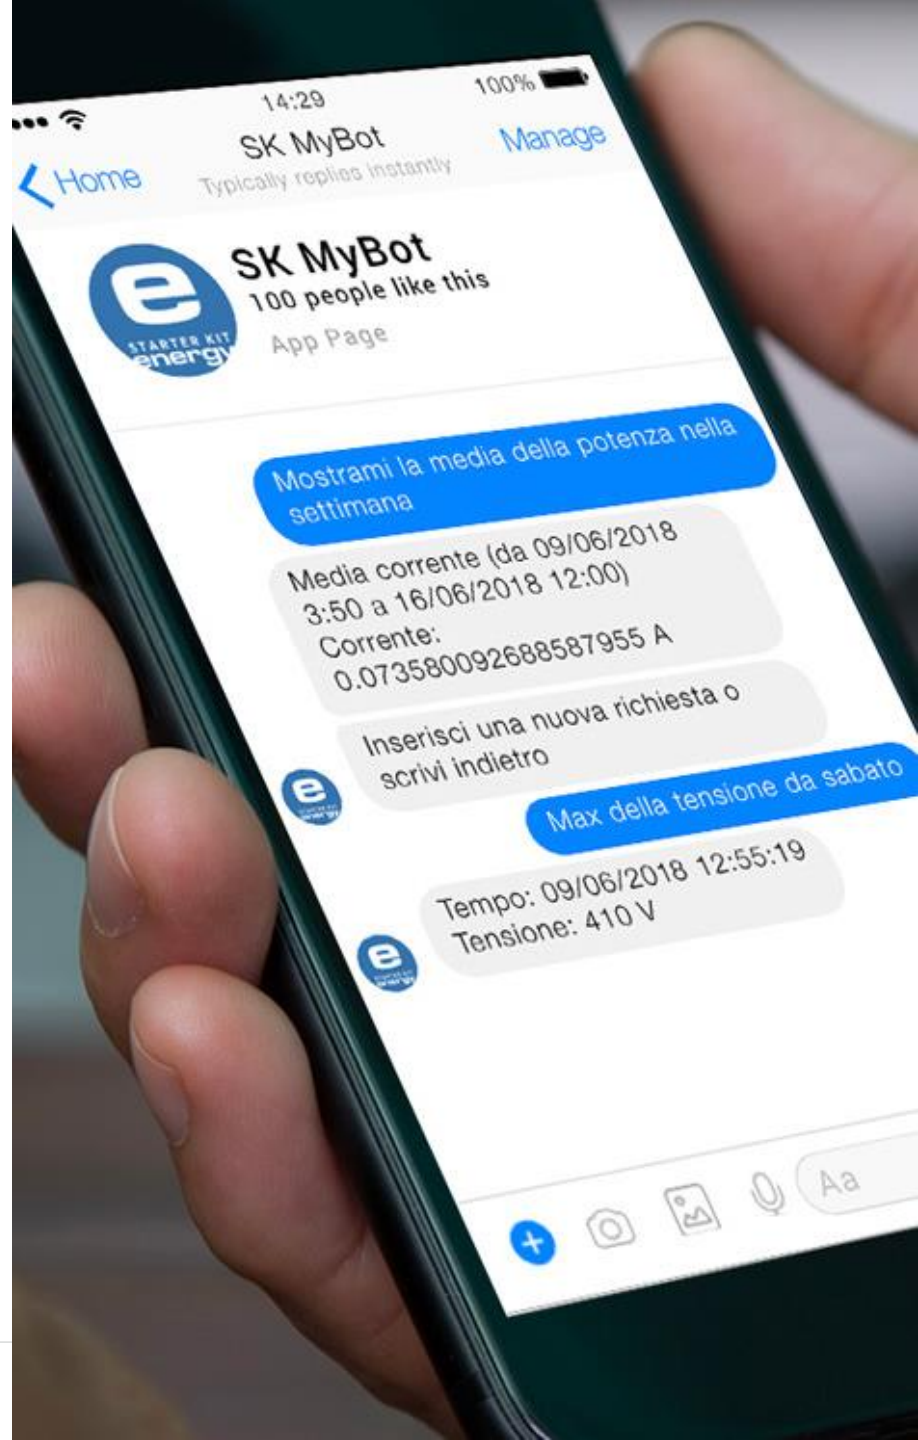 14:29
100%
Home
SK MyBot
Manage
Typically replies instantly
SK MyBot
100 people like this
App Page
e
STARTER KIT
energy
Mostrami la media della potenza nella
settimana
Media corrente (da 09/06/2018
3:50 a 16/06/2018 12:00)
Corrente:
0.073580092688587955 A
Inserisci una nuova richiesta o
scrivi indietro
e
energy
Max della tensione da sabato
Tempo: 09/06/2018 12:55:19
Tensione: 410 V
e
energy
Aa